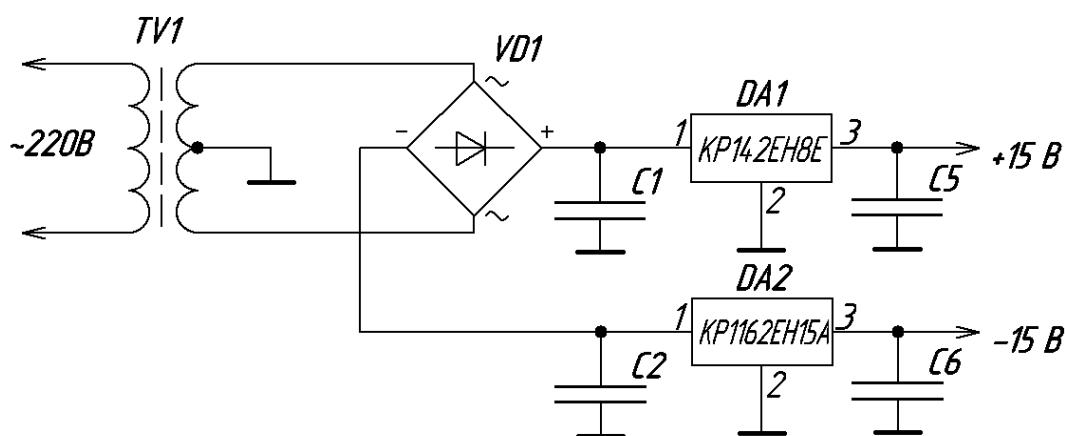 TV1
VD1
~
~220В
-
+
~
DA1
1
КР142ЕН8Е
3
+15 В
2
C1
C5
DA2
1
КР1162ЕН15А
3
-15 В
2
C2
C6